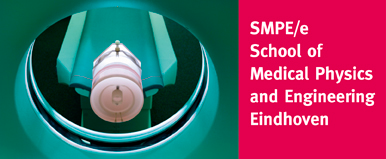 SMPE/e
School of
Medical Physics
and Engineering
Eindhoven